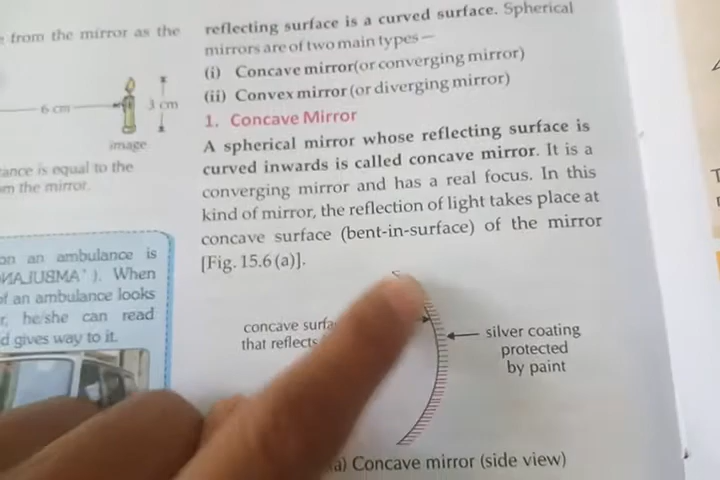 from the mirror as the
6 cm
3 cm
image
ance is equal to the
om the mirror.
on an ambulance is
. When
of an ambulance looks
r, he/she can read
d gives way to it.
reflecting surface is a curved surface. Spherical
mirrors are of two main types —
(i) Concave mirror(or converging mirror)
(ii) Convex mirror (or diverging mirror)
1. Concave Mirror
A spherical mirror whose reflecting surface is
curved inwards is called concave mirror. It is a
converging mirror and has a real focus. In this
kind of mirror, the reflection of light takes place at
concave surface (bent-in-surface) of the mirror
[Fig. 15.6 (a)].
concave surfa
that reflects
silver coating
protected
by paint
a) Concave mirror (side view)